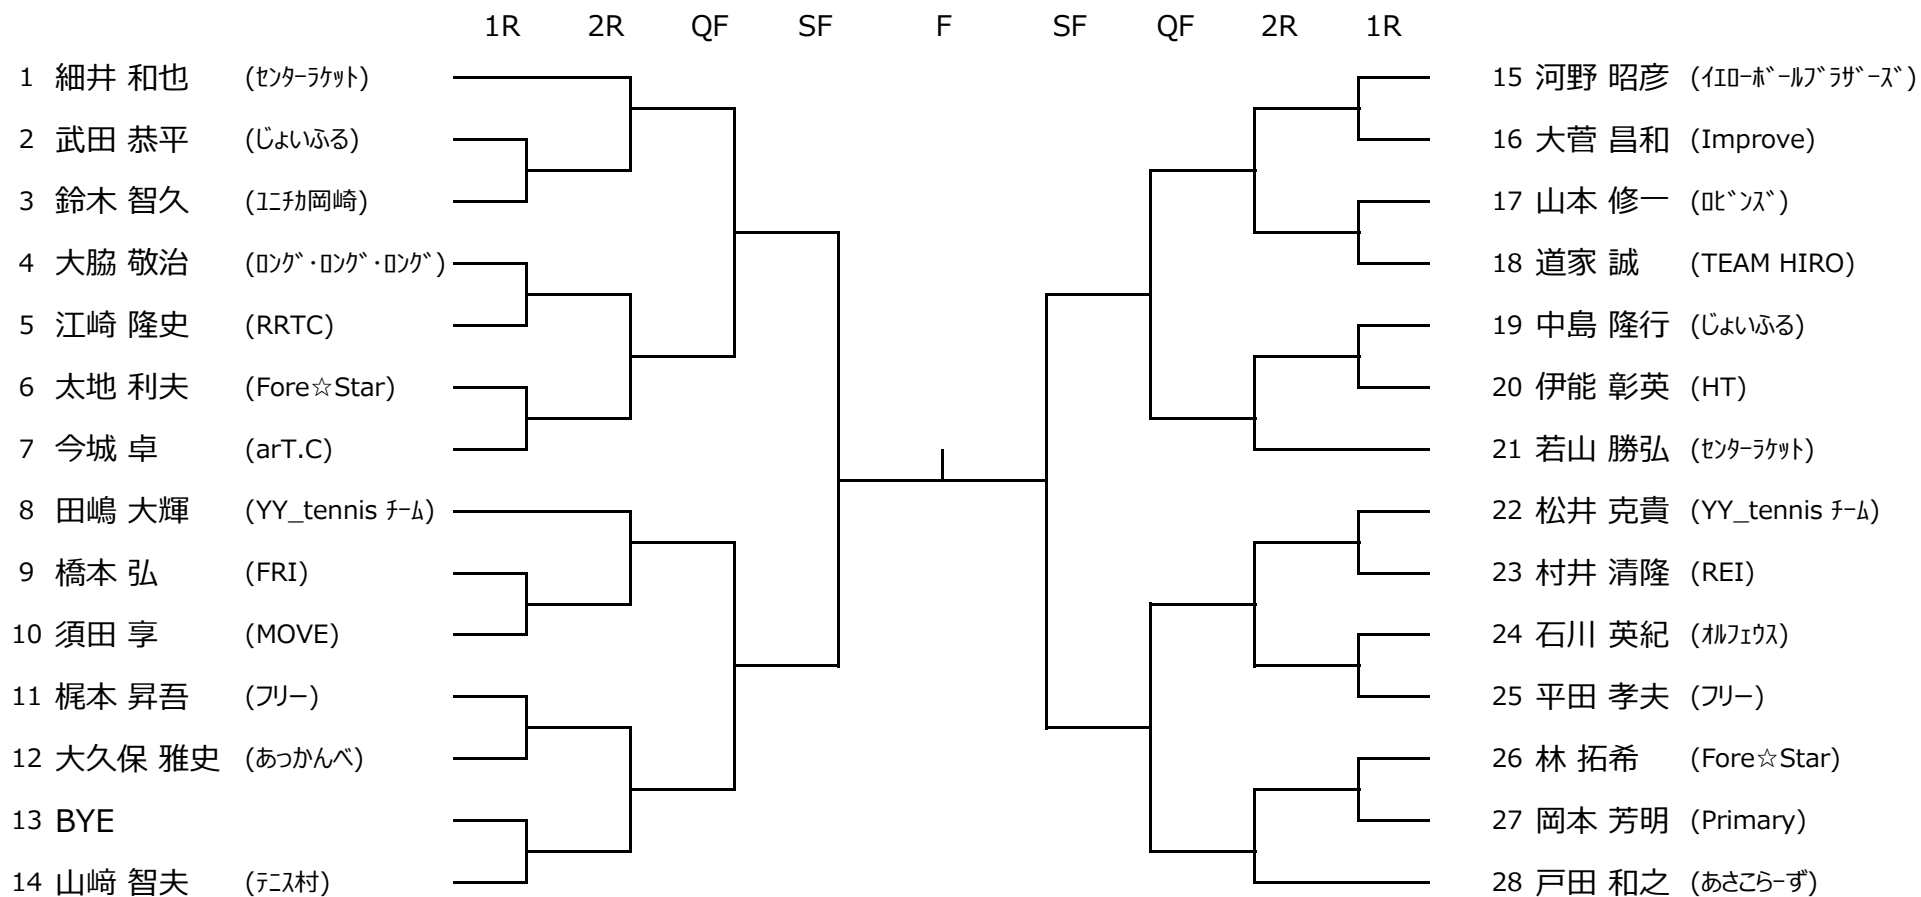 1R 2R QF SF F SF QF 2R 1R
1 細井 和也 (ｾﾝﾀｰﾗｹｯﾄ)
2 武田 恭平 (じょいふる)
3 鈴木 智久 (ﾕﾆﾁｶ岡崎)
4 大脇 敬治 (ﾛﾝｸﾞ・ﾛﾝｸﾞ・ﾛﾝｸﾞ)
5 江崎 隆史 (RRTC)
6 太地 利夫 (Fore☆Star)
7 今城 卓 (arT.C)
8 田嶋 大輝 (YY_tennis ﾁｰﾑ)
9 橋本 弘 (FRI)
10 須田 享 (MOVE)
11 梶本 昇吾 (フリー)
12 大久保 雅史 (あっかんべ)
13 BYE
14 山﨑 智夫 (ﾃﾆｽ村)
15 河野 昭彦 (ｲｴﾛｰﾎﾞｰﾙﾌﾞﾗｻﾞｰｽﾞ)
16 大菅 昌和 (Improve)
17 山本 修一 (ﾛﾋﾞﾝｽﾞ)
18 道家 誠 (TEAM HIRO)
19 中島 隆行 (じょいふる)
20 伊能 彰英 (HT)
21 若山 勝弘 (ｾﾝﾀｰﾗｹｯﾄ)
22 松井 克貴 (YY_tennis ﾁｰﾑ)
23 村井 清隆 (REI)
24 石川 英紀 (ｵﾙﾌｪｳｽ)
25 平田 孝夫 (フリー)
26 林 拓希 (Fore☆Star)
27 岡本 芳明 (Primary)
28 戸田 和之 (あさこらーず)